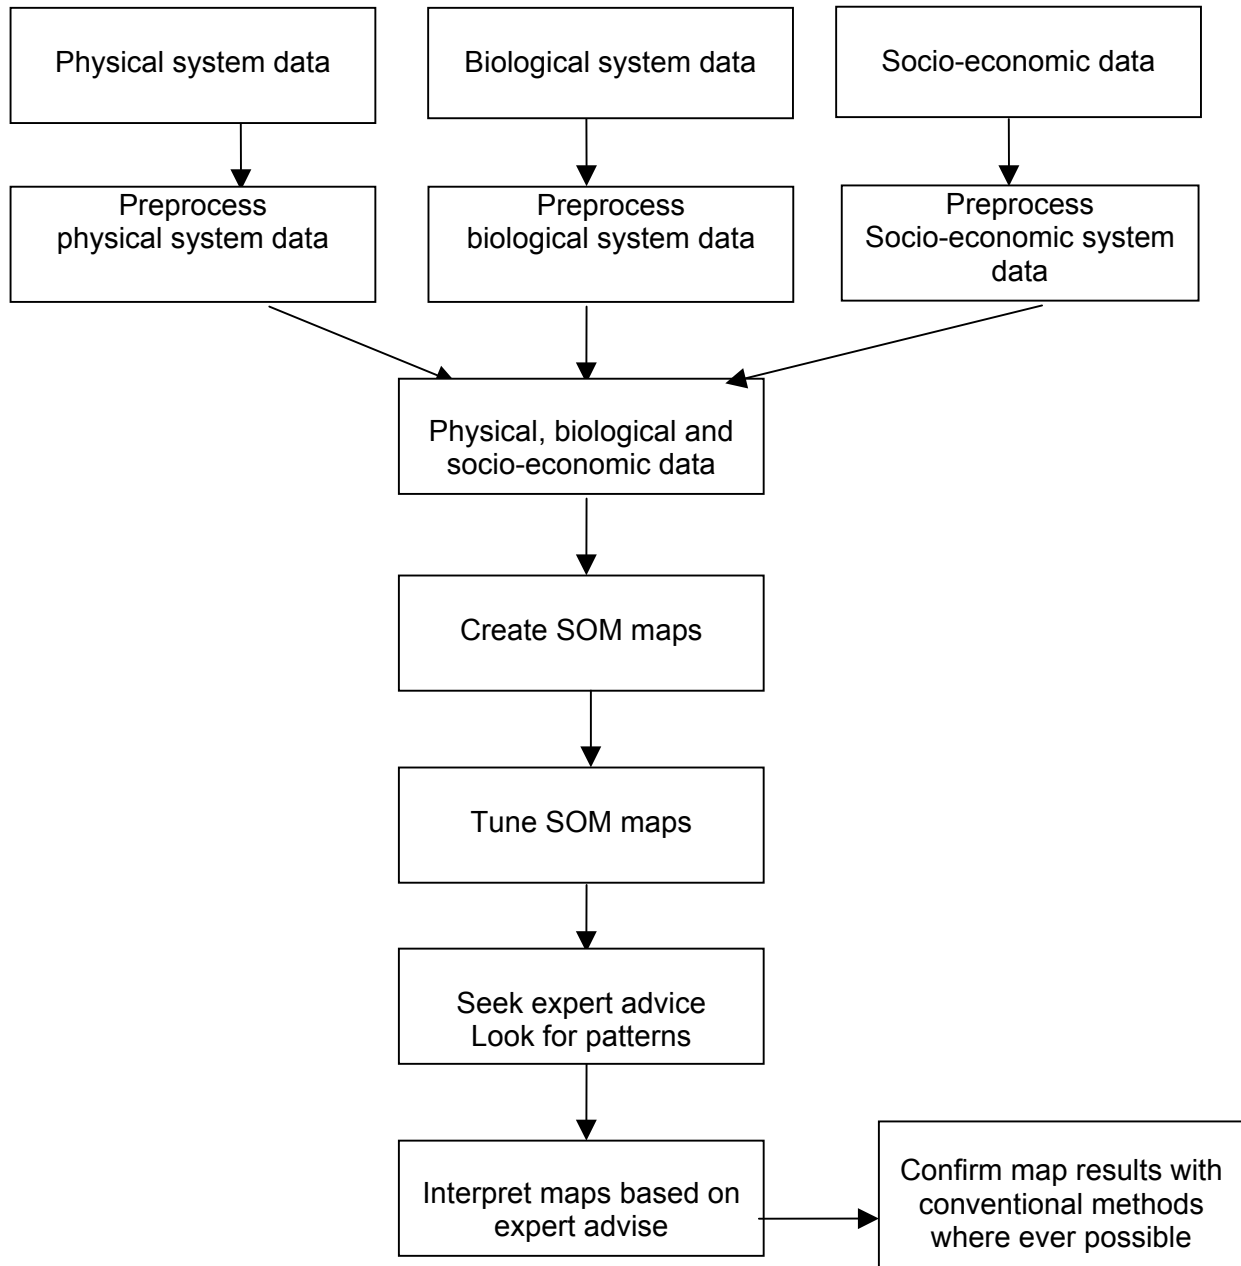 Physical system data
Biological system data
Socio-economic data
Preprocess
physical system data
Preprocess
biological system data
Preprocess
Socio-economic system
data
Physical, biological and
socio-economic data
Create SOM maps
Tune SOM maps
Seek expert advice
Look for patterns
Interpret maps based on
expert advise
Confirm map results with
conventional methods
where ever possible